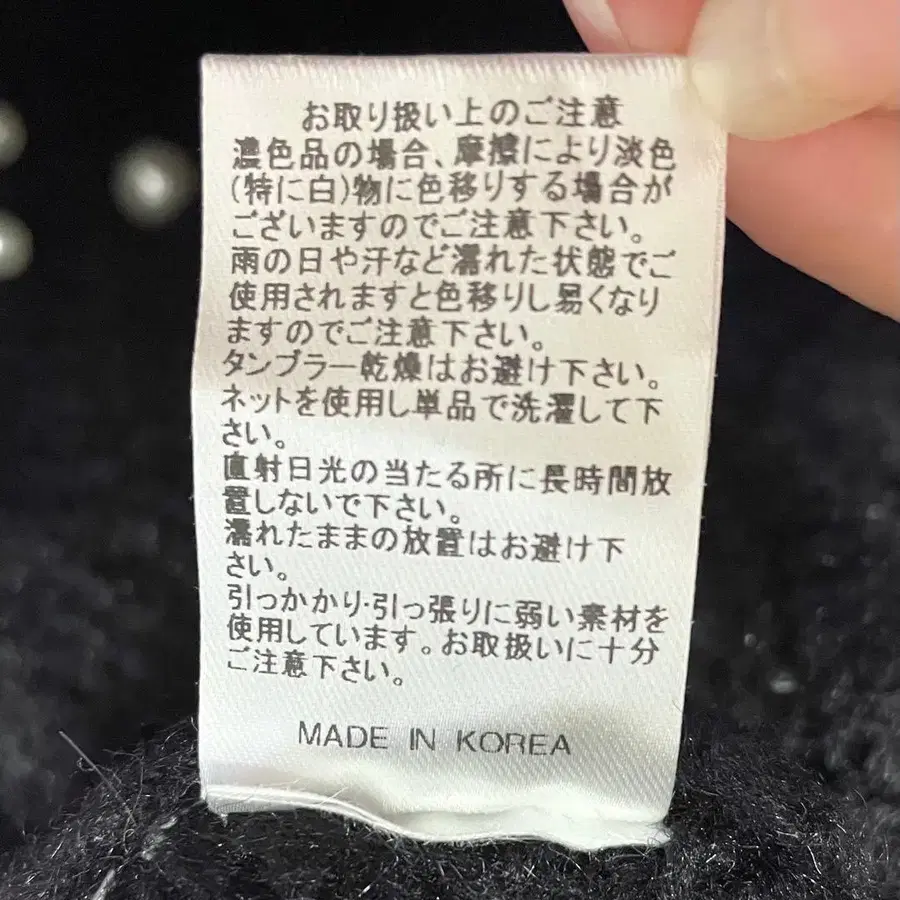 お取り扱い上のご注意
濃色品の場合、摩擦により淡色
(特に白)物に色移りする場合が
ございますのでご注意下さい。
雨の日や汗など濡れた状態でご
使用されますと色移りし易くなり
ますのでご注意下さい。
タンブラー乾燥はお避け下さい。
ネットを使用し単品で洗濯して下
さい。
直射日光の当たる所に長時間放
置しないで下さい。
濡れたままの放置はお避け下
さい。
引っかかり・引っ張りに弱い素材を
使用しています。お取扱いに十分
ご注意下さい。
MADE IN KOREA